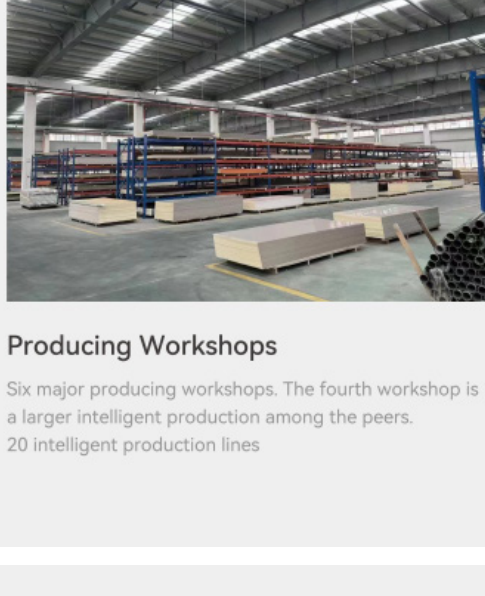 Producing Workshops
Six major producing workshops. The fourth workshop is
a larger intelligent production among the peers.
20 intelligent production lines